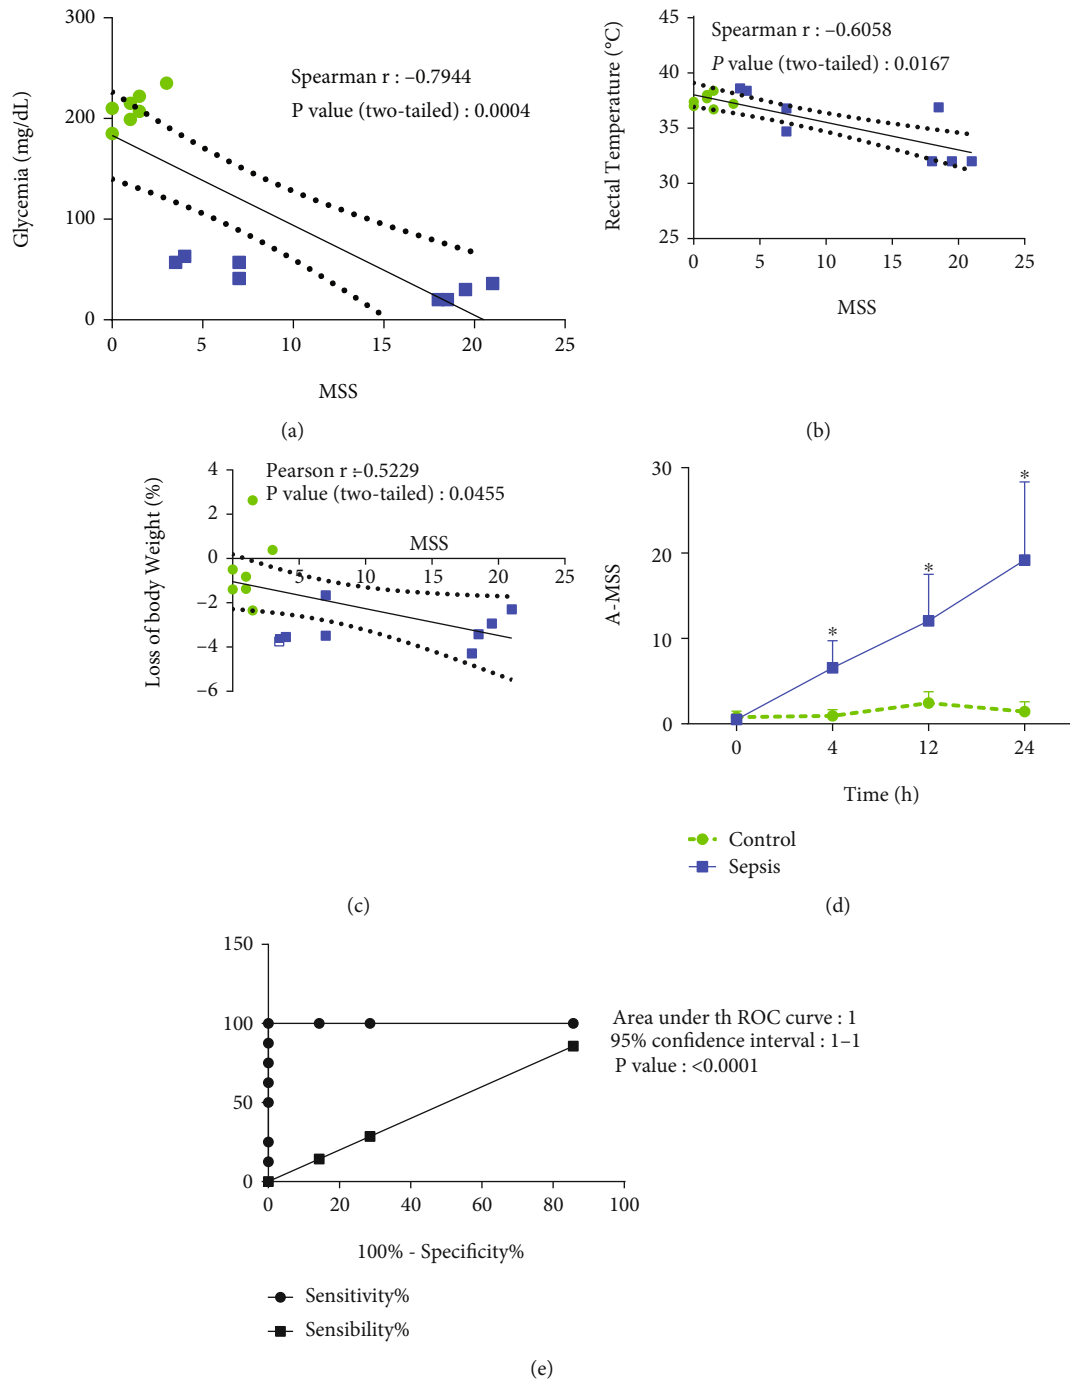 300
200
100
0
Glycemia (mg/dL)
Spearman r : –0.7944
P value (two-tailed) : 0.0004
0 5 10 15 20 25
MSS
(a)
45
40
35
30
25
Rectal Temperature (°C)
Spearman r : –0.6058
P value (two-tailed) : 0.0167
0 5 10 15 20 25
MSS
(b)
4
2
0
–2
–4
–6
Loss of body Weight (%)
Pearson r :–0.5229
P value (two-tailed) : 0.0455
MSS
5 10 15 20 25
(c)
30
20
10
0
A-MSS
*
*
*
0 4 12 24
Time (h)
Control
Sepsis
(d)
150
100
50
0
Area under th ROC curve : 1
95% confidence interval : 1–1
P value : <0.0001
0 20 40 60 80 100
100% - Specificity%
Sensitivity%
Sensibility%
(e)